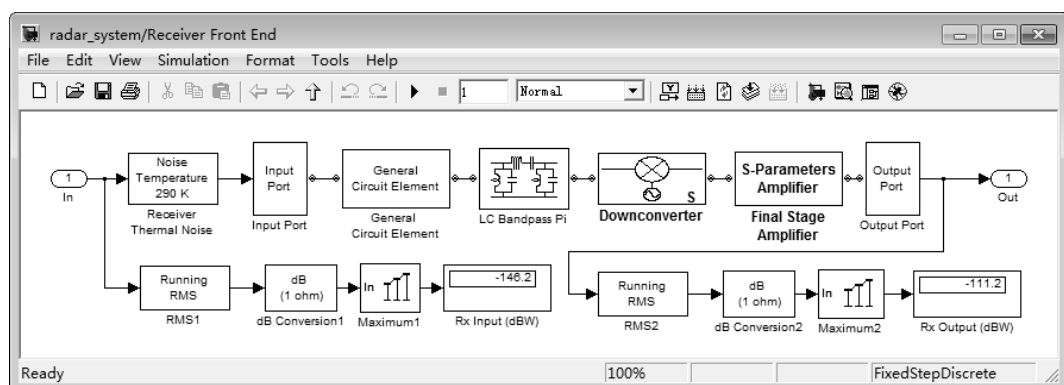 radar_system/Receiver Front End
File Edit View Simulation Format Tools Help
1 Normal
1
In
Noise
Temperature
290 K
Receiver
Thermal Noise
Input
Port
Input Port
General
Circuit Element
General
Circuit Element
LC Bandpass Pi
S
Downconverter
S-Parameters
Amplifier
Final Stage
Amplifier
Output
Port
Output Port
1
Out
Running
RMS
RMS1
dB
(1 ohm)
dB Conversion1
In
Maximum1
-146.2
Rx Input (dBW)
Running
RMS
RMS2
dB
(1 ohm)
dB Conversion2
In
Maximum2
-111.2
Rx Output (dBW)
Ready 100% FixedStepDiscrete